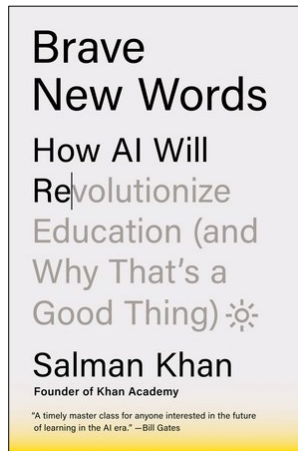 Brave
New Words
How AI Will
Revolutionize
Education (and
Why That's a
Good Thing)
Salman Khan
Founder of Khan Academy
"A timely master class for anyone interested in the future
of learning in the AI era." —Bill Gates